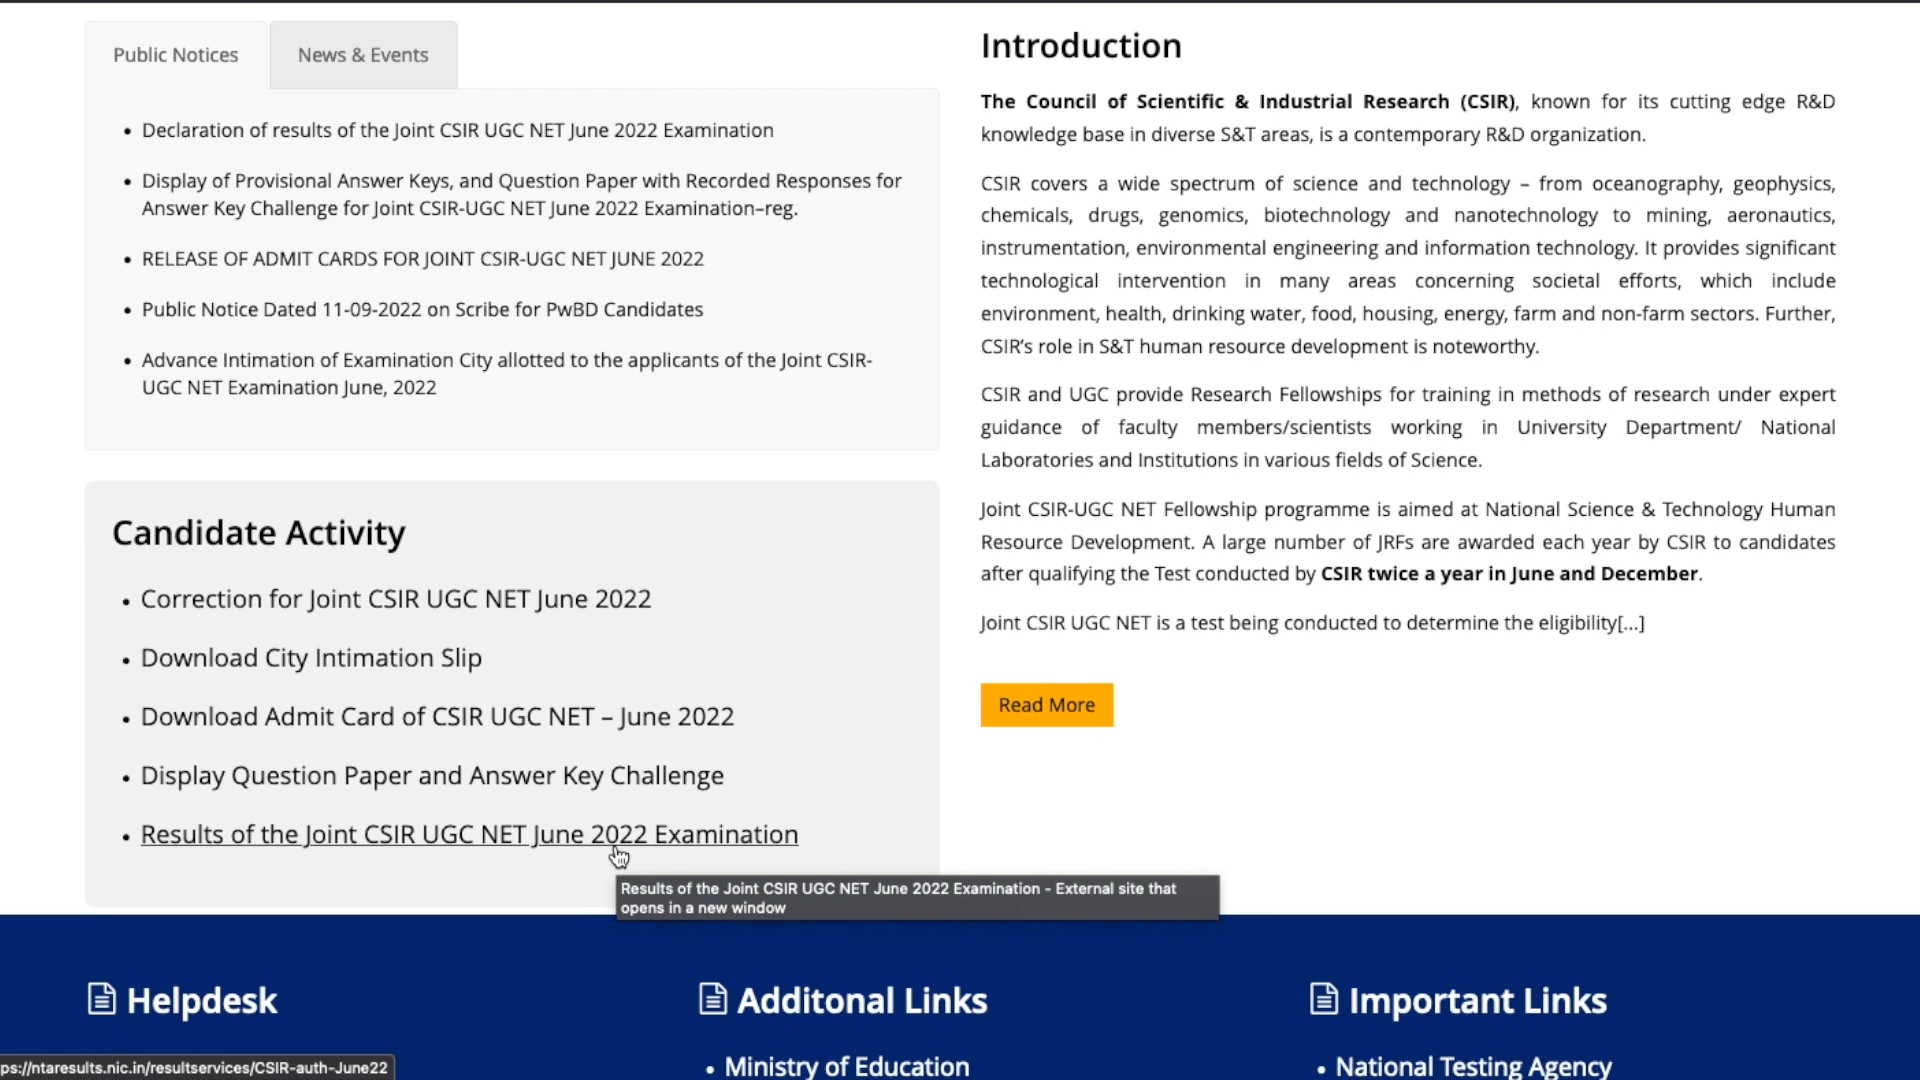 Public Notices
News & Events
Declaration of results of the Joint CSIR UGC NET June 2022 Examination
Display of Provisional Answer Keys, and Question Paper with Recorded Responses for
Answer Key Challenge for Joint CSIR-UGC NET June 2022 Examination–reg.
RELEASE OF ADMIT CARDS FOR JOINT CSIR-UGC NET JUNE 2022
Public Notice Dated 11-09-2022 on Scribe for PwBD Candidates
Advance Intimation of Examination City allotted to the applicants of the Joint CSIR-
UGC NET Examination June, 2022
Candidate Activity
Correction for Joint CSIR UGC NET June 2022
Download City Intimation Slip
Download Admit Card of CSIR UGC NET – June 2022
Display Question Paper and Answer Key Challenge
Results of the Joint CSIR UGC NET June 2022 Examination
Results of the Joint CSIR UGC NET June 2022 Examination - External site that
opens in a new window
Introduction
The Council of Scientific & Industrial Research (CSIR), known for its cutting edge R&D
knowledge base in diverse S&T areas, is a contemporary R&D organization.
CSIR covers a wide spectrum of science and technology – from oceanography, geophysics,
chemicals, drugs, genomics, biotechnology and nanotechnology to mining, aeronautics,
instrumentation, environmental engineering and information technology. It provides significant
technological intervention in many areas concerning societal efforts, which include
environment, health, drinking water, food, housing, energy, farm and non-farm sectors. Further,
CSIR’s role in S&T human resource development is noteworthy.
CSIR and UGC provide Research Fellowships for training in methods of research under expert
guidance of faculty members/scientists working in University Department/ National
Laboratories and Institutions in various fields of Science.
Joint CSIR-UGC NET Fellowship programme is aimed at National Science & Technology Human
Resource Development. A large number of JRFs are awarded each year by CSIR to candidates
after qualifying the Test conducted by CSIR twice a year in June and December.
Joint CSIR UGC NET is a test being conducted to determine the eligibility[...]
Read More
Helpdesk
Additonal Links
Ministry of Education
Important Links
National Testing Agency
ps://ntaresults.nic.in/resultservices/CSIR-auth-June22